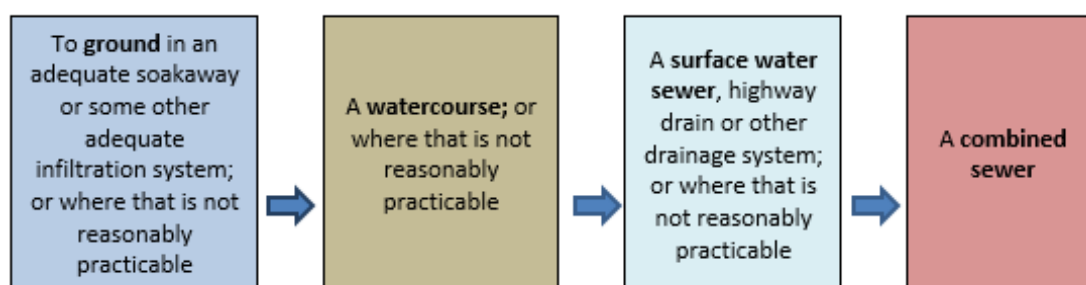 To ground in an
adequate soakaway
or some other
adequate
infiltration system;
or where that is not
reasonably
practicable
A watercourse; or
where that is not
reasonably
practicable
A surface water
sewer, highway
drain or other
drainage system;
or where that is
not reasonably
practicable
A combined
sewer